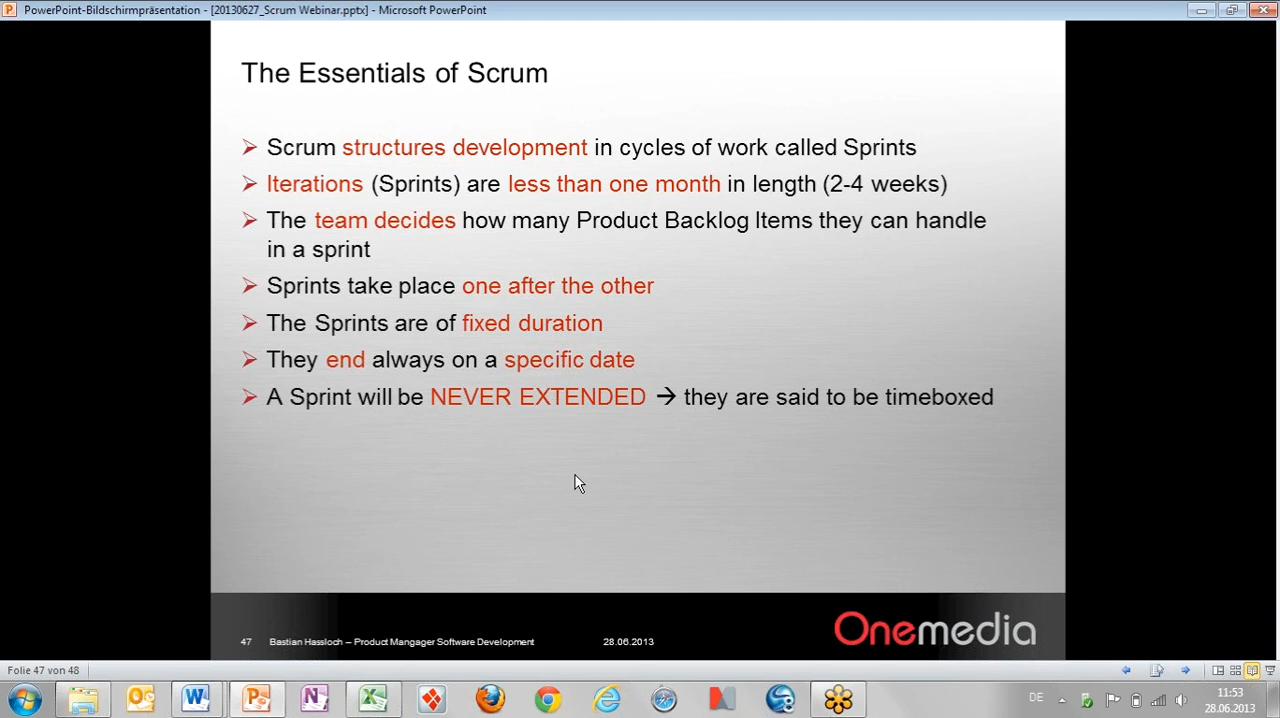 PowerPoint-Bildschirmpräsentation - [20130627_Scrum Webinar.pptx] - Microsoft PowerPoint
The Essentials of Scrum
Scrum structures development in cycles of work called Sprints
Iterations (Sprints) are less than one month in length (2-4 weeks)
The team decides how many Product Backlog Items they can handle
in a sprint
Sprints take place one after the other
The Sprints are of fixed duration
They end always on a specific date
A Sprint will be NEVER EXTENDED → they are said to be timeboxed
47 Bastian Hassloch – Product Mangager Software Development 28.06.2013
Onemedia
Folie 47 von 48
DE
11:53
28.06.2013